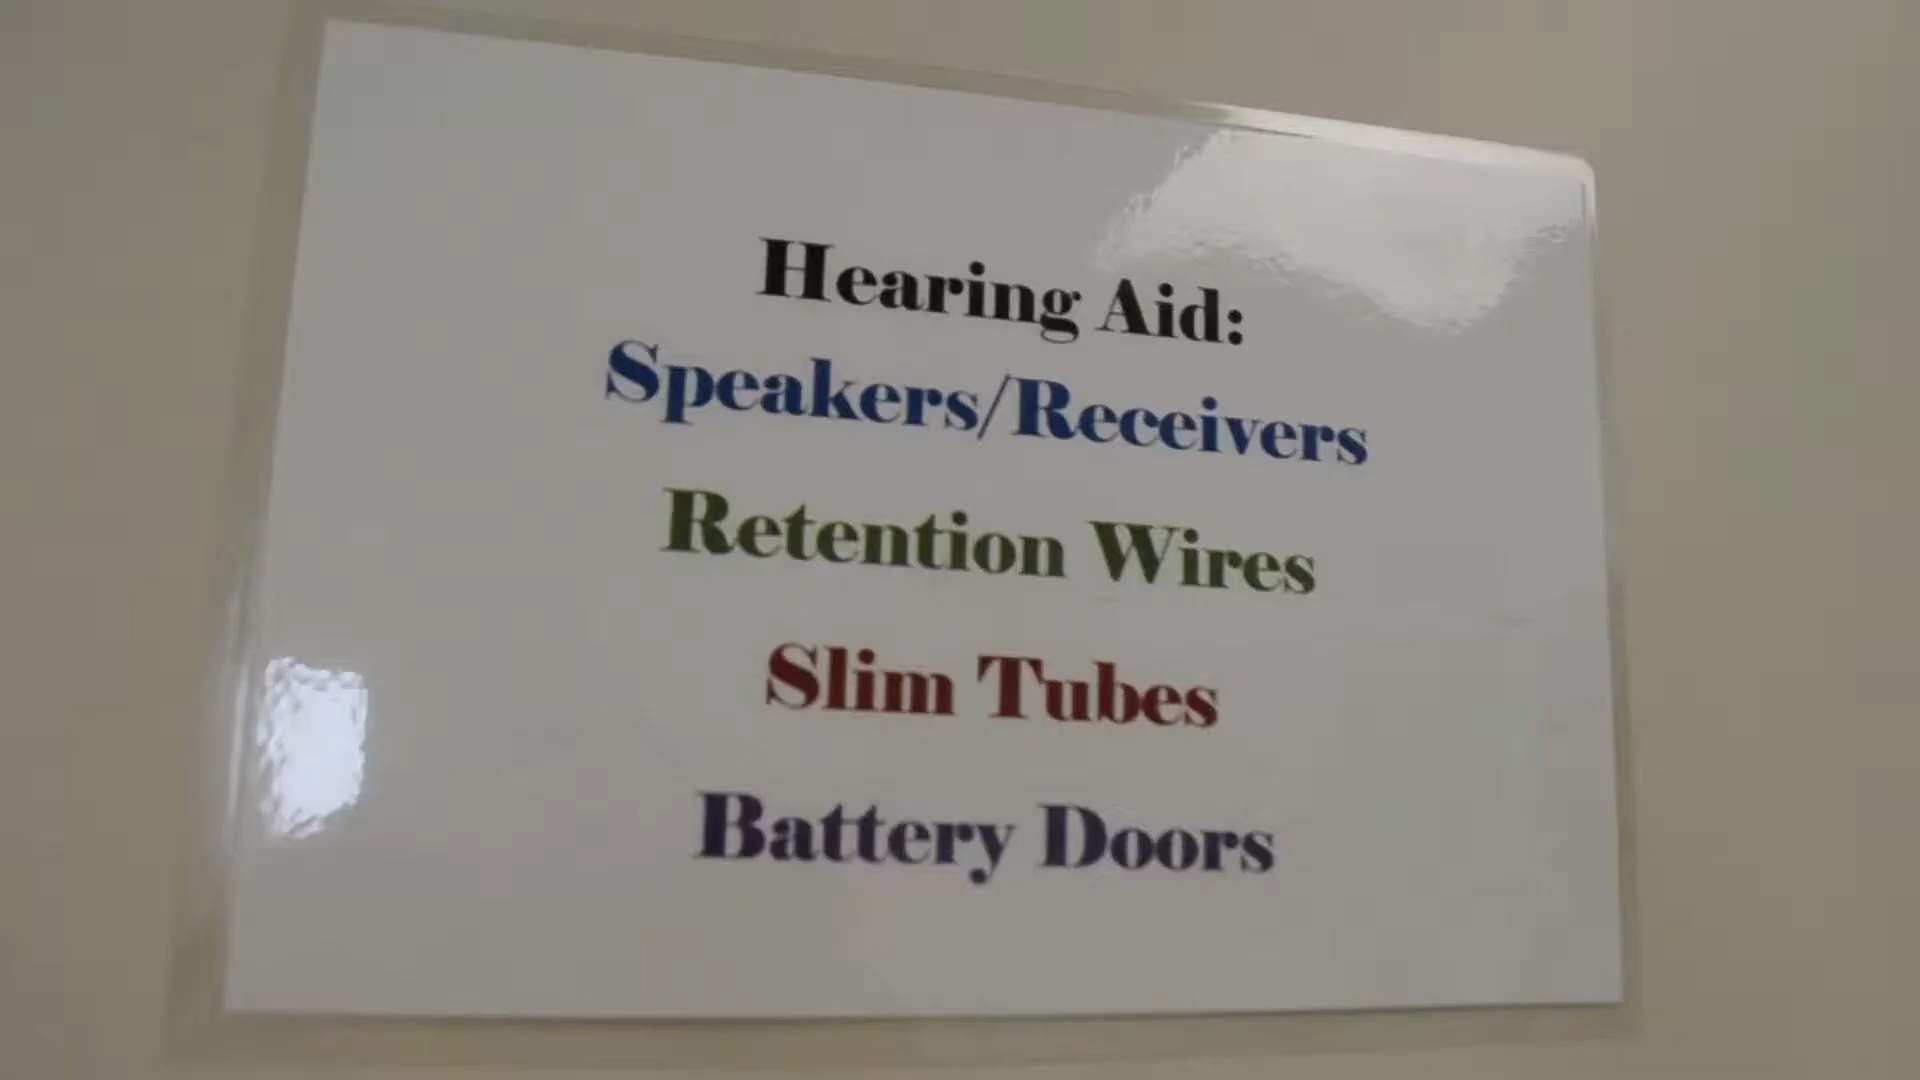 Hearing Aid:
Speakers/Receivers
Retention Wires
Slim Tubes
Battery Doors